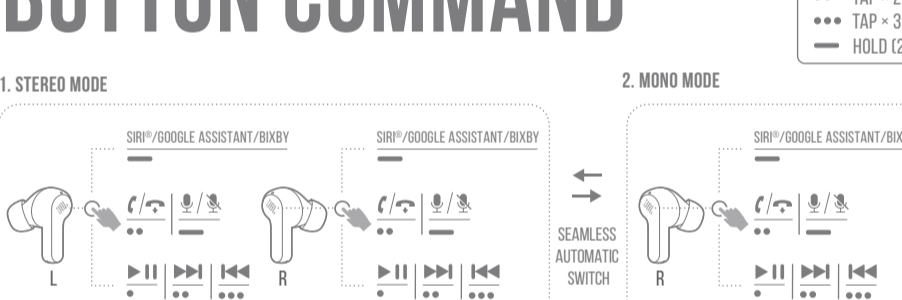 BUTTON COMMAND
TAP × 2
TAP × 3
HOLD (2
1. STEREO MODE
2. MONO MODE
SIRI®/GOOGLE ASSISTANT/BIXBY
SIRI®/GOOGLE ASSISTANT/BIXBY
SIRI®/GOOGLE ASSISTANT/BIX
SEAMLESS
AUTOMATIC
SWITCH
L
R
R